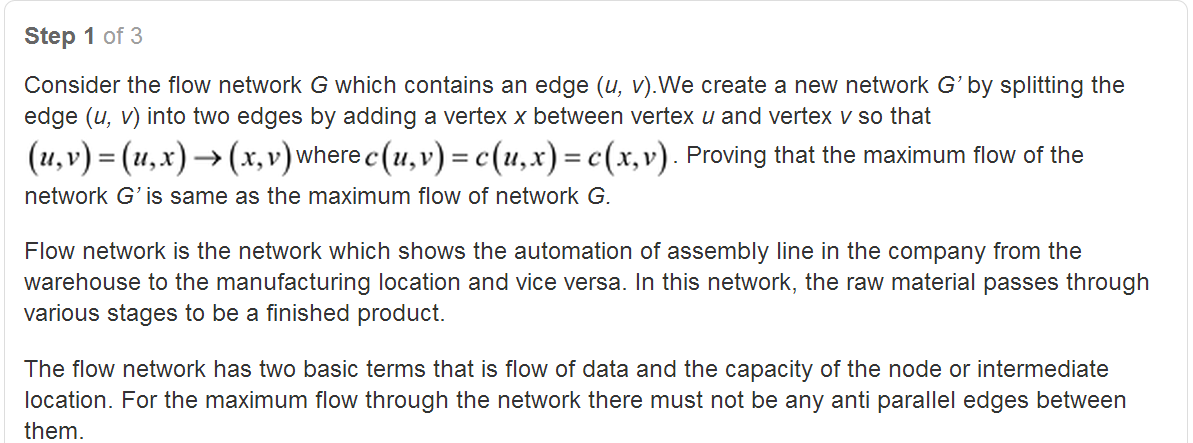 Step 1 of 3
Consider the flow network G which contains an edge (u, v).We create a new network G' by splitting the
edge (u, v) into two edges by adding a vertex x between vertex u and vertex v so that
(u,v)=(u,x)→(x,v) where c(u,v)=c(u,x)=c(x,v). Proving that the maximum flow of the
network G' is same as the maximum flow of network G.
Flow network is the network which shows the automation of assembly line in the company from the
warehouse to the manufacturing location and vice versa. In this network, the raw material passes through
various stages to be a finished product.
The flow network has two basic terms that is flow of data and the capacity of the node or intermediate
location. For the maximum flow through the network there must not be any anti parallel edges between
them.